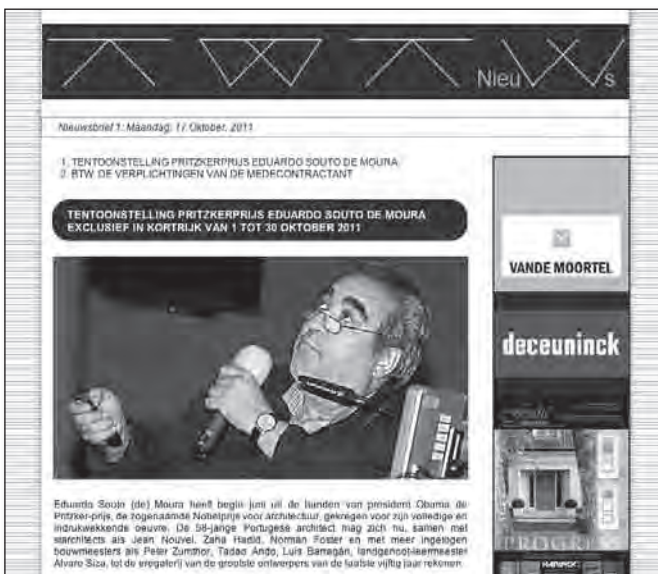 Nieuws
Nieuwsbrief 1: Maandag, 17 Oktober, 2011
1. TENTOONSTELLING PRITZKERPRIJS EDUARDO SOUTO DE MOURA
2. BTW: DE VERPLICHTINGEN VAN DE MEDECONTRACTANT
TENTOONSTELLING PRITZKERPRIJS EDUARDO SOUTO DE MOURA
EXCLUSIEF IN KORTRIJK VAN 1 TOT 30 OKTOBER 2011
VANDE MOORTEL
deceuninck
PROGRESS
Eduardo Souto (de) Moura heeft begin juni uit de handen van president Obama de
Pritzker-prijs, de zogenaamde Nobelprijs voor architectuur, gekregen voor zijn volledige en
indrukwekkende oeuvre. De 58-jarige Portugese architect mag zich nu, samen met
starchitects als Jean Nouvel, Zaha Hadid, Norman Foster en met meer ingetogen
bouwmeesters als Peter Zumthor, Tadao Ando, Luis Barragán, landgenoot-leermeester
Alvaro Siza, tot de eregalerij van de grootste ontwerpers van de laatste vijftig jaar rekenen.